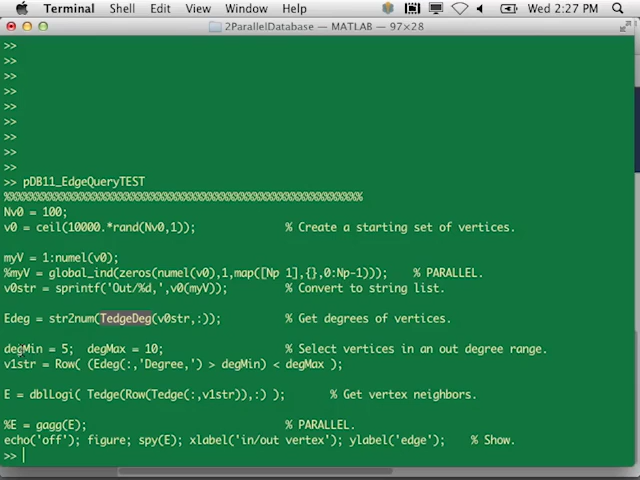 Terminal Shell Edit View Window Help Wed 2:27 PM
2ParallelDatabase — MATLAB — 97×28
>>
>>
>>
>>
>>
>>
>>
>>
>>
>> pDB11_EdgeQueryTEST
Nv0 = 100;
v0 = ceil(10000.*rand(Nv0,1)); % Create a starting set of vertices.
myV = 1:numel(v0);
%myV = global_ind(zeros(numel(v0),1,map([Np 1],{},0:Np-1))); % PARALLEL.
v0str = sprintf('Out/%d,',v0(myV)); % Convert to string list.
Edeg = str2num(TedgeDeg(v0str,:)); % Get degrees of vertices.
degMin = 5; degMax = 10; % Select vertices in an out degree range.
v1str = Row( (Edeg(:,'Degree,') > degMin) < degMax );
E = dblLogi( Tedge(Row(Tedge(:,v1str)),:) ); % Get vertex neighbors.
%E = gagg(E); % PARALLEL.
echo('off'); figure; spy(E); xlabel('in/out vertex'); ylabel('edge'); % Show.
>>